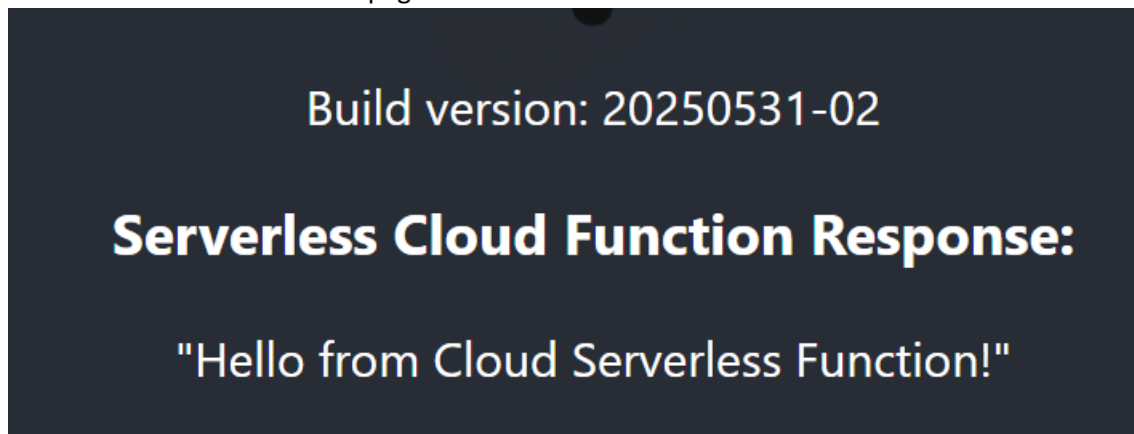 Build version: 20250531-02
Serverless Cloud Function Response:
"Hello from Cloud Serverless Function!"